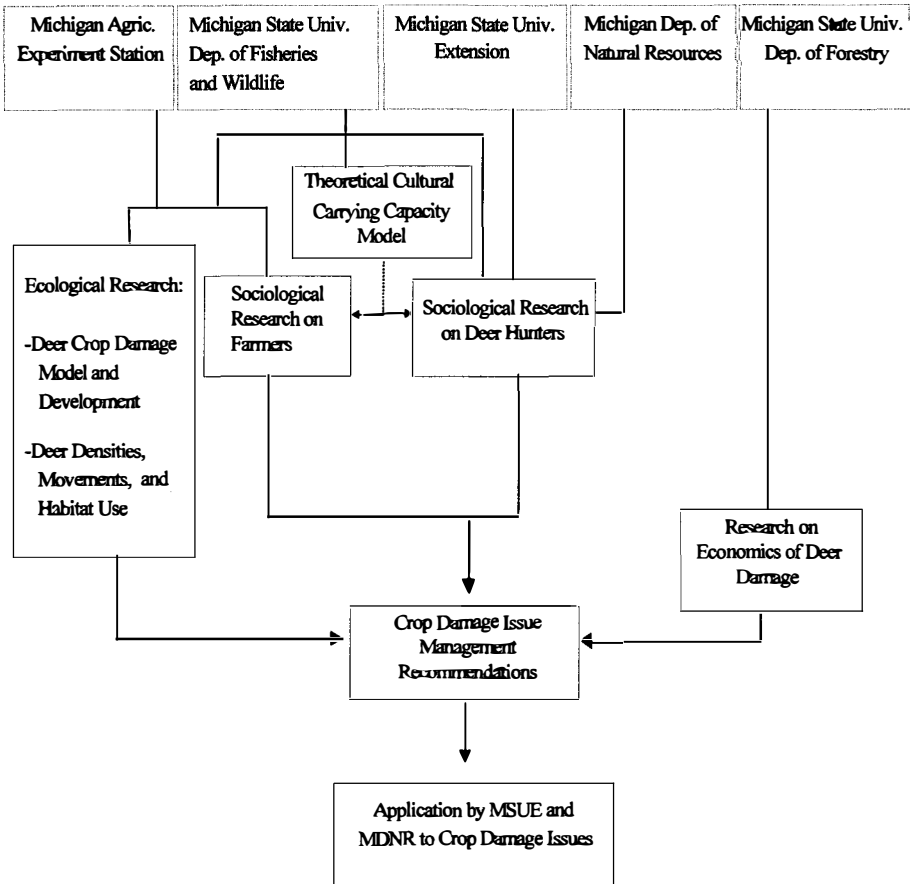 Michigan Agric.
Experiment Station
Michigan State Univ.
Dep. of Fisheries
and Wildlife
Michigan State Univ.
Extension
Michigan Dep. of
Natural Resources
Michigan State Univ.
Dep. of Forestry
Theoretical Cultural
Carrying Capacity
Model
Ecological Research:
-Deer Crop Damage
Model and
Development
-Deer Densities,
Movements, and
Habitat Use
Sociological
Research on
Farmers
Sociological Research
on Deer Hunters
Research on
Economics of Deer
Damage
Crop Damage Issue
Management
Recommendations
Application by MSUE and
MDNR to Crop Damage Issues